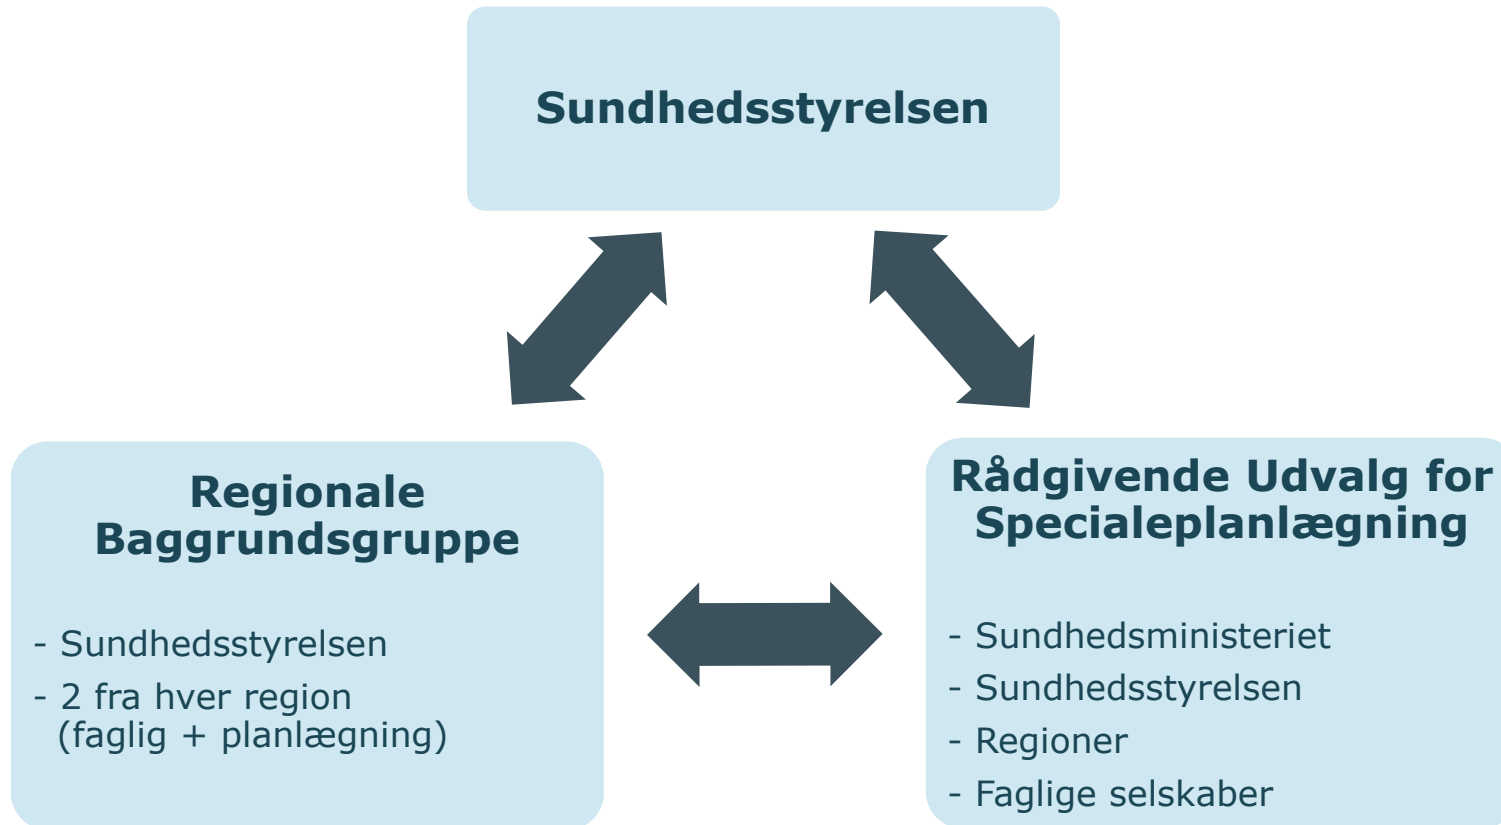 Sundhedsstyrelsen
Regionale
Baggrundsgruppe
- Sundhedsstyrelsen
- 2 fra hver region
(faglig + planlægning)
Rådgivende Udvalg for
Specialeplanlægning
- Sundhedsministeriet
- Sundhedsstyrelsen
- Regioner
- Faglige selskaber